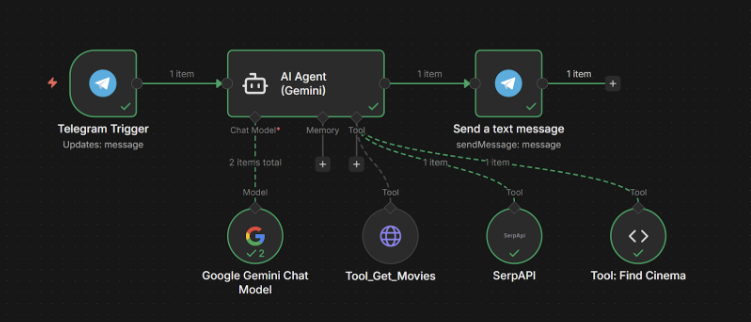 1 item
AI Agent
(Gemini)
1 item
1 item
Telegram Trigger
Updates: message
Chat Model*
Memory
Tool
Send a text message
sendMessage: message
2 items total
1 item
1 item
Model
Tool
Tool
Tool
SerpApi
2
Google Gemini Chat
Model
Tool_Get_Movies
SerpAPI
Tool: Find Cinema